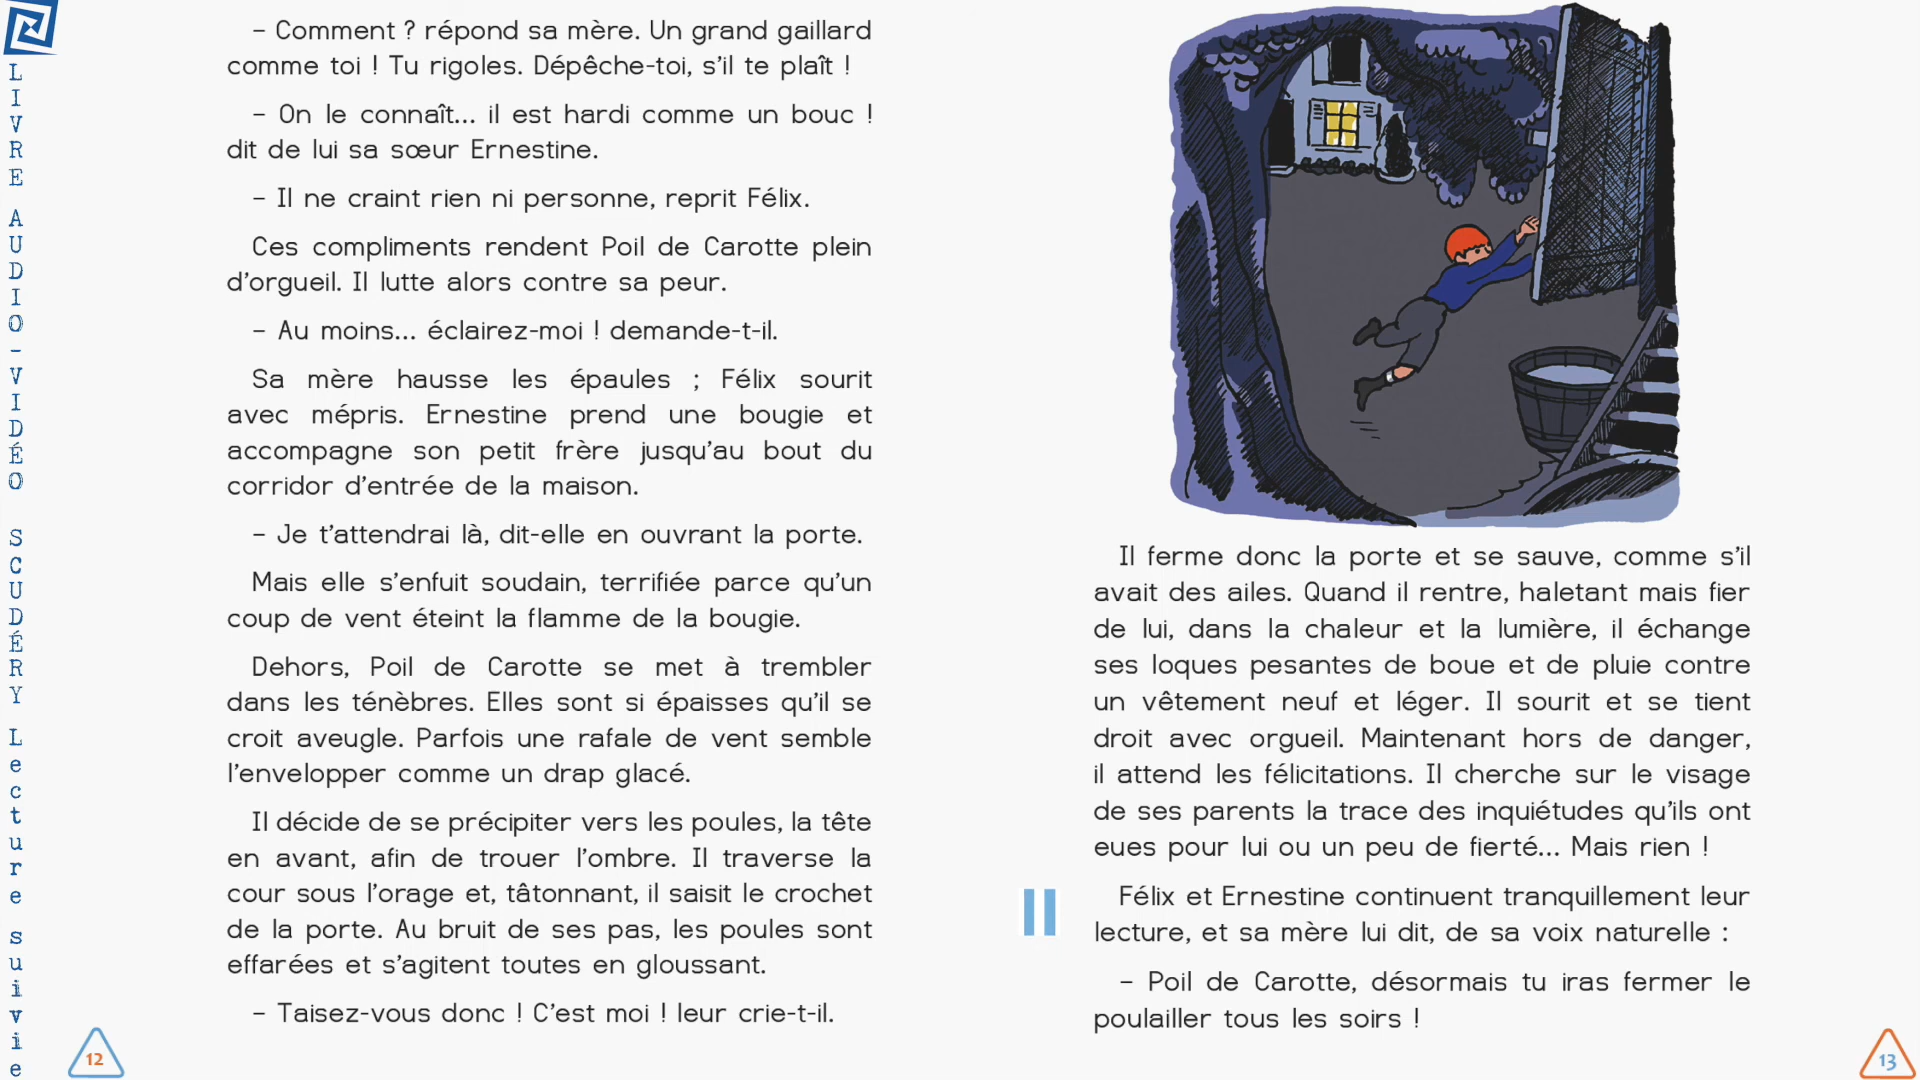 LIVRE AUDIO-VIDÉO SCUDÉRY Lecture suivie
– Comment ? répond sa mère. Un grand gaillard
comme toi ! Tu rigoles. Dépêche-toi, s’il te plaît !
– On le connaît... il est hardi comme un bouc !
dit de lui sa sœur Ernestine.
– Il ne craint rien ni personne, reprit Félix.
Ces compliments rendent Poil de Carotte plein
d’orgueil. Il lutte alors contre sa peur.
– Au moins... éclairez-moi ! demande-t-il.
Sa mère hausse les épaules ; Félix sourit
avec mépris. Ernestine prend une bougie et
accompagne son petit frère jusqu’au bout du
corridor d’entrée de la maison.
– Je t’attendrai là, dit-elle en ouvrant la porte.
Mais elle s’enfuit soudain, terrifiée parce qu’un
coup de vent éteint la flamme de la bougie.
Dehors, Poil de Carotte se met à trembler
dans les ténèbres. Elles sont si épaisses qu’il se
croit aveugle. Parfois une rafale de vent semble
l’envelopper comme un drap glacé.
Il décide de se précipiter vers les poules, la tête
en avant, afin de trouer l’ombre. Il traverse la
cour sous l’orage et, tâtonnant, il saisit le crochet
de la porte. Au bruit de ses pas, les poules sont
effarées et s’agitent toutes en gloussant.
– Taisez-vous donc ! C’est moi ! leur crie-t-il.
12
Il ferme donc la porte et se sauve, comme s’il
avait des ailes. Quand il rentre, haletant mais fier
de lui, dans la chaleur et la lumière, il échange
ses loques pesantes de boue et de pluie contre
un vêtement neuf et léger. Il sourit et se tient
droit avec orgueil. Maintenant hors de danger,
il attend les félicitations. Il cherche sur le visage
de ses parents la trace des inquiétudes qu’ils ont
eues pour lui ou un peu de fierté... Mais rien !
Félix et Ernestine continuent tranquillement leur
lecture, et sa mère lui dit, de sa voix naturelle :
– Poil de Carotte, désormais tu iras fermer le
poulailler tous les soirs !
13